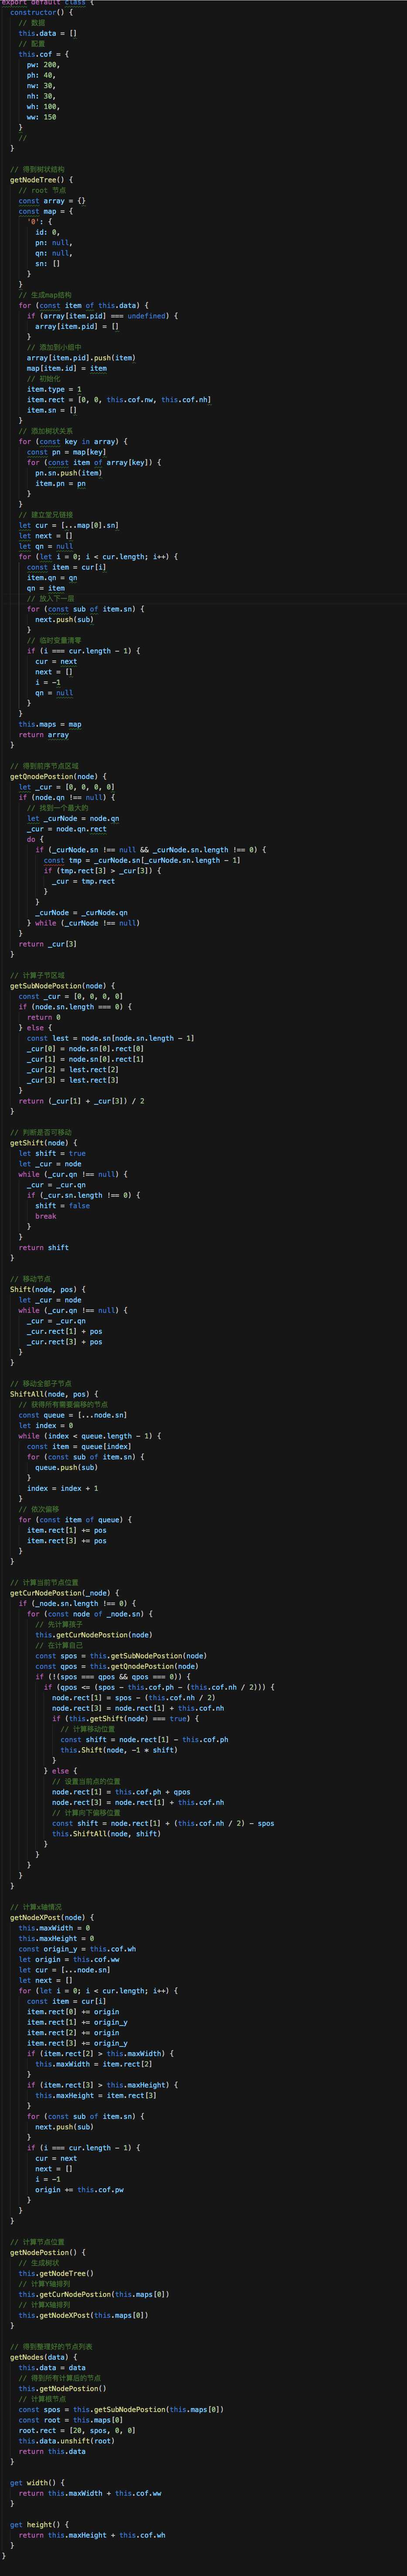 export default class {
  constructor() {
    // 数据
    this.data = []
    // 配置
    this.cof = {
      pw: 200,
      ph: 40,
      nw: 30,
      nh: 30,
      wh: 100,
      ww: 150
    }
    //
  }

  // 得到树状结构
  getNodeTree() {
    // root 节点
    const array = {}
    const map = {
      '0': {
        id: 0,
        pn: null,
        qn: null,
        sn: []
      }
    }
    // 生成map结构
    for (const item of this.data) {
      if (array[item.pid] === undefined) {
        array[item.pid] = []
      }
      // 添加到小组中
      array[item.pid].push(item)
      map[item.id] = item
      // 初始化
      item.type = 1
      item.rect = [0, 0, this.cof.nw, this.cof.nh]
      item.sn = []
    }
    // 添加树状关系
    for (const key in array) {
      const pn = map[key]
      for (const item of array[key]) {
        pn.sn.push(item)
        item.pn = pn
      }
    }
    // 建立堂兄链接
    let cur = [...map[0].sn]
    let next = []
    let qn = null
    for (let i = 0; i < cur.length; i++) {
      const item = cur[i]
      item.qn = qn
      qn = item
      // 放入下一层
      for (const sub of item.sn) {
        next.push(sub)
      }
      // 临时变量清零
      if (i === cur.length - 1) {
        cur = next
        next = []
        i = -1
        qn = null
      }
    }
    this.maps = map
    return array
  }

  // 得到前序节点区域
  getQnodePostion(node) {
    let _cur = [0, 0, 0, 0]
    if (node.qn !== null) {
      // 找到一个最大的
      let _curNode = node.qn
      _cur = node.qn.rect
      do {
        if (_curNode.sn !== null && _curNode.sn.length !== 0) {
          const tmp = _curNode.sn[_curNode.sn.length - 1]
          if (tmp.rect[3] > _cur[3]) {
            _cur = tmp.rect
          }
        }
        _curNode = _curNode.qn
      } while (_curNode !== null)
    }
    return _cur[3]
  }

  // 计算子节区域
  getSubNodePostion(node) {
    const _cur = [0, 0, 0, 0]
    if (node.sn.length === 0) {
      return 0
    } else {
      const lest = node.sn[node.sn.length - 1]
      _cur[0] = node.sn[0].rect[0]
      _cur[1] = node.sn[0].rect[1]
      _cur[2] = lest.rect[2]
      _cur[3] = lest.rect[3]
    }
    return (_cur[1] + _cur[3]) / 2
  }

  // 判断是否可移动
  getShift(node) {
    let shift = true
    let _cur = node
    while (_cur.qn !== null) {
      _cur = _cur.qn
      if (_cur.sn.length !== 0) {
        shift = false
        break
      }
    }
    return shift
  }

  // 移动节点
  Shift(node, pos) {
    let _cur = node
    while (_cur.qn !== null) {
      _cur = _cur.qn
      _cur.rect[1] + pos
      _cur.rect[3] + pos
    }
  }

  // 移动全部子节点
  ShiftAll(node, pos) {
    // 获得所有需要偏移的节点
    const queue = [...node.sn]
    let index = 0
    while (index < queue.length - 1) {
      const item = queue[index]
      for (const sub of item.sn) {
        queue.push(sub)
      }
      index = index + 1
    }
    // 依次偏移
    for (const item of queue) {
      item.rect[1] += pos
      item.rect[3] += pos
    }
  }

  // 计算当前节点位置
  getCurNodePostion(_node) {
    if (_node.sn.length !== 0) {
      for (const node of _node.sn) {
        // 先计算孩子
        this.getCurNodePostion(node)
        // 在计算自己
        const spos = this.getSubNodePostion(node)
        const qpos = this.getQnodePostion(node)
        if (!(spos === qpos && qpos === 0)) {
          if (qpos <= (spos - this.cof.ph - (this.cof.nh / 2))) {
            node.rect[1] = spos - (this.cof.nh / 2)
            node.rect[3] = node.rect[1] + this.cof.nh
            if (this.getShift(node) === true) {
              // 计算移动位置
              const shift = node.rect[1] - this.cof.ph
              this.Shift(node, -1 * shift)
            }
          } else {
            // 设置当前点的位置
            node.rect[1] = this.cof.ph + qpos
            node.rect[3] = node.rect[1] + this.cof.nh
            // 计算向下偏移位置
            const shift = node.rect[1] + (this.cof.nh / 2) - spos
            this.ShiftAll(node, shift)
          }
        }
      }
    }
  }

  // 计算x轴情况
  getNodeXPost(node) {
    this.maxWidth = 0
    this.maxHeight = 0
    const origin_y = this.cof.wh
    let origin = this.cof.ww
    let cur = [...node.sn]
    let next = []
    for (let i = 0; i < cur.length; i++) {
      const item = cur[i]
      item.rect[0] += origin
      item.rect[1] += origin_y
      item.rect[2] += origin
      item.rect[3] += origin_y
      if (item.rect[2] > this.maxWidth) {
        this.maxWidth = item.rect[2]
      }
      if (item.rect[3] > this.maxHeight) {
        this.maxHeight = item.rect[3]
      }
      for (const sub of item.sn) {
        next.push(sub)
      }
      if (i === cur.length - 1) {
        cur = next
        next = []
        i = -1
        origin += this.cof.pw
      }
    }
  }

  // 计算节点位置
  getNodePostion() {
    // 生成树状
    this.getNodeTree()
    // 计算Y轴排列
    this.getCurNodePostion(this.maps[0])
    // 计算X轴排列
    this.getNodeXPost(this.maps[0])
  }

  // 得到整理好的节点列表
  getNodes(data) {
    this.data = data
    // 得到所有计算后的节点
    this.getNodePostion()
    // 计算根节点
    const spos = this.getSubNodePostion(this.maps[0])
    const root = this.maps[0]
    root.rect = [20, spos, 0, 0]
    this.data.unshift(root)
    return this.data
  }

  get width() {
    return this.maxWidth + this.cof.ww
  }

  get height() {
    return this.maxHeight + this.cof.wh
  }
}